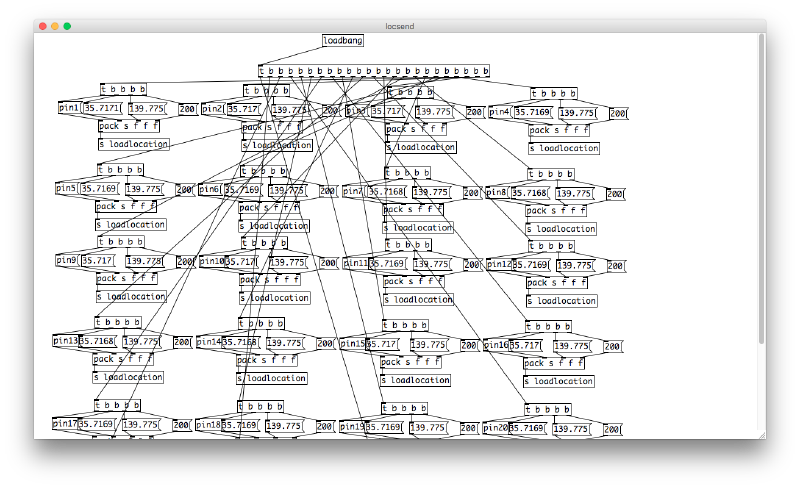 locsend
loadbang
t b b b b b b b b b b b b b b b b b b b b
t b b b b
t b b b b
t b b b b
t b b b b
pin1 35.7171 139.775 200 pin2 35.717 139.775 200 pin3 35.717 139.775 200 pin4 35.7169 139.775 200
pack s f f f
pack s f f f
pack s f f f
pack s f f f
s loadlocation
s loadlocation
s loadlocation
s loadlocation
t b b b b
t b b b b
t b b b b
t b b b b
pin5 35.7169 139.775 200 pin6 35.7169 139.775 200 pin7 35.7168 139.775 200 pin8 35.7168 139.775 200
pack s f f f
pack s f f f
pack s f f f
pack s f f f
s loadlocation
s loadlocation
s loadlocation
s loadlocation
t b b b b
t b b b b
t b b b b
t b b b b
pin9 35.717 139.775 200 pin10 35.717 139.775 200 pin11 35.7169 139.775 200 pin12 35.7169 139.775 200
pack s f f f
pack s f f f
pack s f f f
pack s f f f
s loadlocation
s loadlocation
s loadlocation
s loadlocation
t b b b b
t b b b b
t b b b b
t b b b b
pin13 35.7168 139.775 200 pin14 35.7168 139.775 200 pin15 35.717 139.775 200 pin16 35.717 139.775 200
pack s f f f
pack s f f f
pack s f f f
pack s f f f
s loadlocation
s loadlocation
s loadlocation
s loadlocation
t b b b b
t b b b b
t b b b b
t b b b b
pin17 35.7169 139.775 200 pin18 35.7169 139.775 200 pin19 35.7169 139.775 200 pin20 35.7169 139.775 200